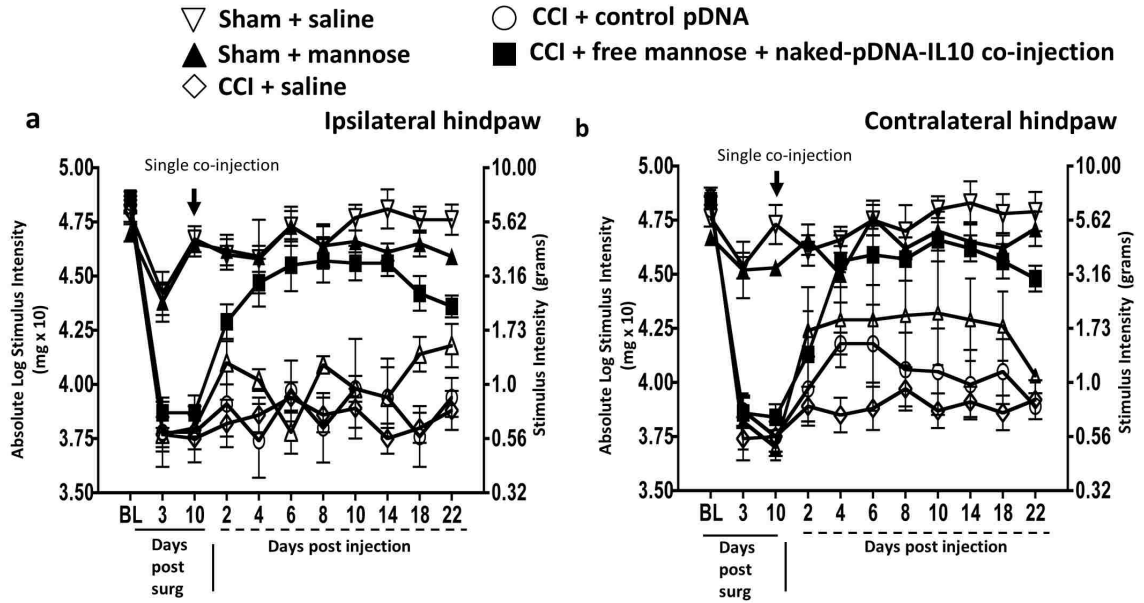 Sham + saline
CCI + control pDNA
Sham + mannose
CCI + free mannose + naked-pDNA-IL10 co-injection
CCI + saline
a
Ipsilateral hindpaw
Single co-injection
Absolute Log Stimulus Intensity
(mg x 10)
5.00
4.75
4.50
4.25
4.00
3.75
3.50
10.00
5.62
3.16
1.73
1.0
0.56
0.32
Stimulus Intensity (grams)
BL 3 10 2 4 6 8 10 14 18 22
Days
post
surg
Days post injection
b
Contralateral hindpaw
Single co-injection
Absolute Log Stimulus Intensity
(mg x 10)
5.00
4.75
4.50
4.25
4.00
3.75
3.50
10.00
5.62
3.16
1.73
1.0
0.56
0.32
Stimulus Intensity (grams)
BL 3 10 2 4 6 8 10 14 18 22
Days
post
surg
Days post injection